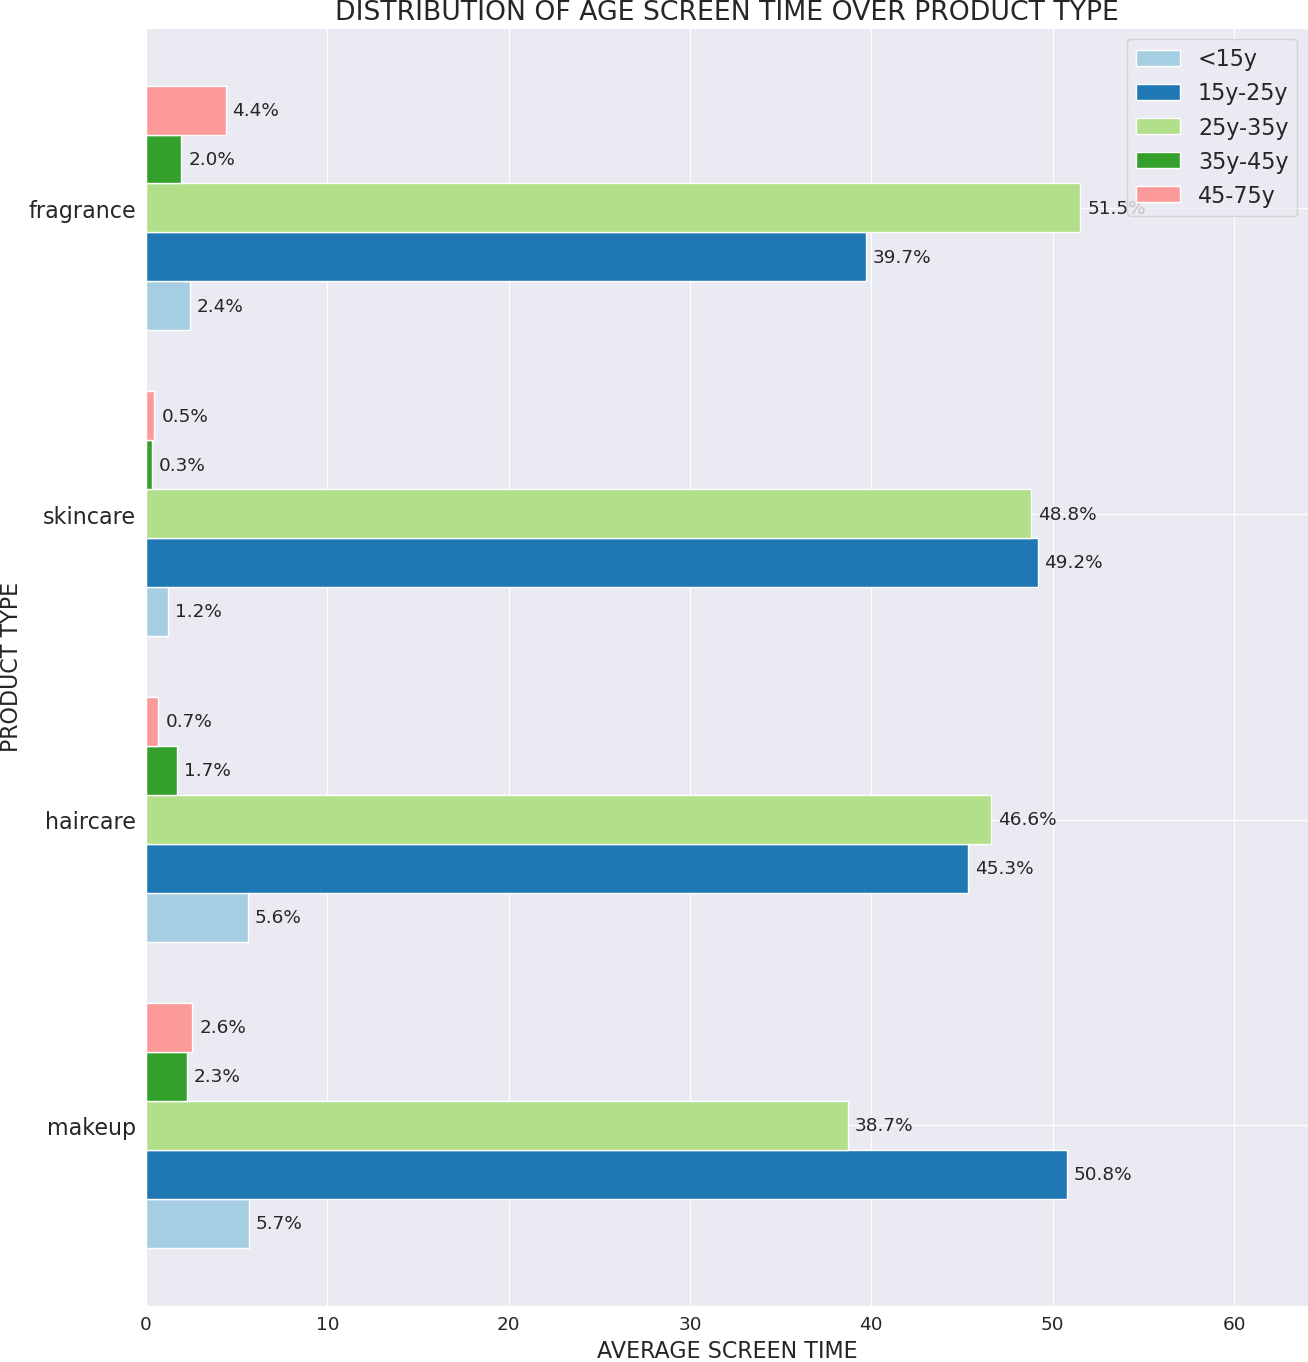 DISTRIBUTION OF AGE SCREEN TIME OVER PRODUCT TYPE
<15y
15y-25y
25y-35y
35y-45y
45-75y
fragrance
4.4%
2.0%
51.5%
39.7%
2.4%
skincare
0.5%
0.3%
48.8%
49.2%
1.2%
haircare
0.7%
1.7%
46.6%
45.3%
5.6%
makeup
2.6%
2.3%
38.7%
50.8%
5.7%
PRODUCT TYPE
0 10 20 30 40 50 60
AVERAGE SCREEN TIME